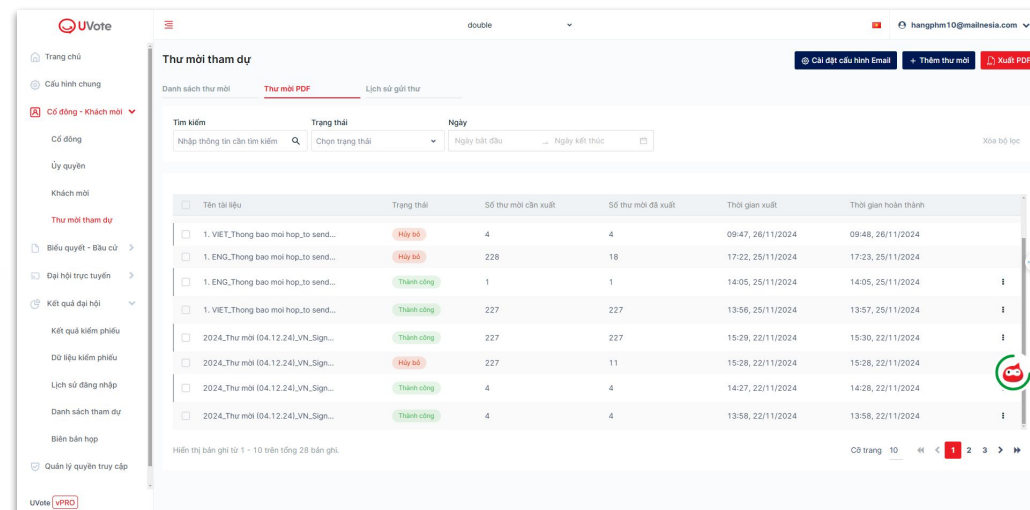 UVote
double
hangphm10@mailnesia.com
Trang chủ
Cấu hình chung
Cổ đông - Khách mời
Cổ đông
Ủy quyền
Khách mời
Thư mời tham dự
Biểu quyết - Bầu cử
Đại hội trực tuyến
Kết quả đại hội
Kết quả kiểm phiếu
Dữ liệu kiểm phiếu
Lịch sử đăng nhập
Danh sách tham dự
Biên bản họp
Quản lý quyền truy cập
UVote vPRO
Thư mời tham dự
Cài đặt cấu hình Email
+ Thêm thư mời
Xuất PDF
Danh sách thư mời Thư mời PDF Lịch sử gửi thư
Tìm kiếm Trạng thái Ngày
Nhập thông tin cần tìm kiếm Chọn trạng thái Ngày bắt đầu Ngày kết thúc Xóa bộ lọc
Tên tài liệu Trạng thái Số thư mời cần xuất Số thư mời đã xuất Thời gian xuất Thời gian hoàn thành
1. VIET_Thong bao moi hop_to send... Hủy bỏ 4 4 09:47, 26/11/2024 09:48, 26/11/2024
1. ENG_Thong bao moi hop_to send... Hủy bỏ 228 18 17:22, 25/11/2024 17:23, 25/11/2024
1. ENG_Thong bao moi hop_to send... Thành công 1 1 14:05, 25/11/2024 14:05, 25/11/2024
1. VIET_Thong bao moi hop_to send... Thành công 227 227 13:56, 25/11/2024 13:57, 25/11/2024
2024_Thư mời (04.12.24)_VN_Sign... Thành công 227 227 15:29, 22/11/2024 15:30, 22/11/2024
2024_Thư mời (04.12.24)_VN_Sign... Hủy bỏ 227 11 15:28, 22/11/2024 15:28, 22/11/2024
2024_Thư mời (04.12.24)_VN_Sign... Thành công 4 4 14:27, 22/11/2024 14:28, 22/11/2024
2024_Thư mời (04.12.24)_VN_Sign... Thành công 4 4 13:58, 22/11/2024 13:58, 22/11/2024
Hiển thị bản ghi từ 1 - 10 trên tổng 28 bản ghi.
Cỡ trang 10 1 2 3